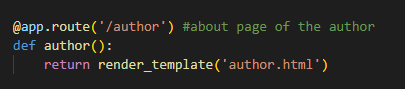 @app.route('/author') #about page of the author
def author():
    return render_template('author.html')